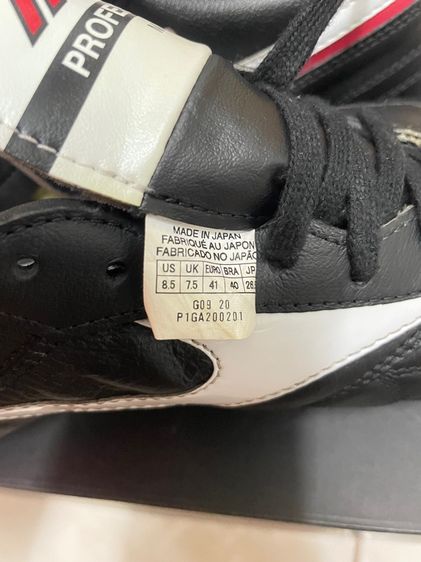 PROFE
MADE IN JAPAN
FABRIQUÉ AU JAPON
FABRICADO NO JAPÃO
US UK EURO BRA JP
8.5 7.5 41 40 26.
G09 20
P1GA200201